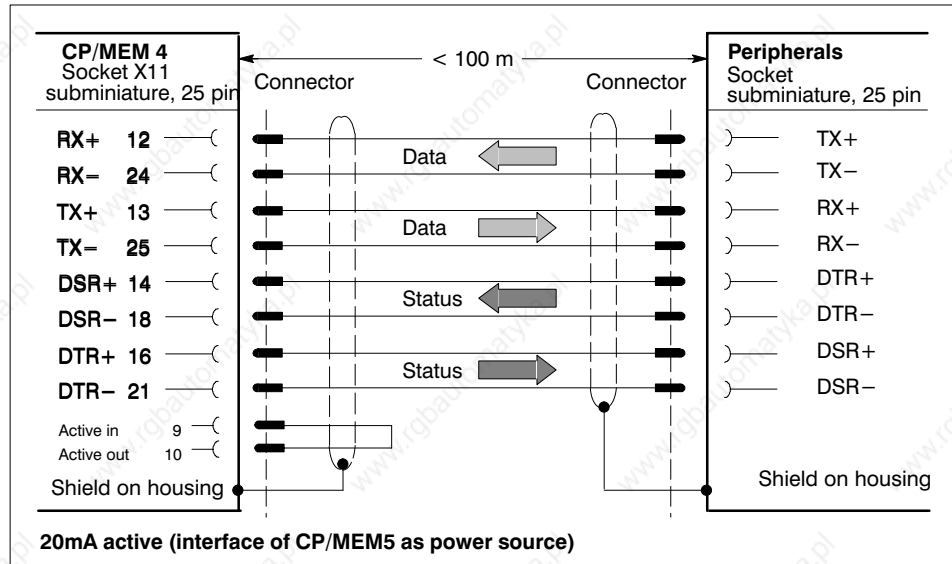 CP/MEM 4
Socket X11
subminiature, 25 pin
< 100 m
Connector
Connector
Peripherals
Socket
subminiature, 25 pin
RX+ 12
TX+
Data
RX− 24
TX−
TX+ 13
RX+
Data
TX− 25
RX−
DSR+ 14
DTR+
Status
DSR− 18
DTR−
DTR+ 16
DSR+
Status
DTR− 21
DSR−
Active in 9
Active out 10
Shield on housing
Shield on housing
20mA active (interface of CP/MEM5 as power source)
www.rgbautomatyka.pl